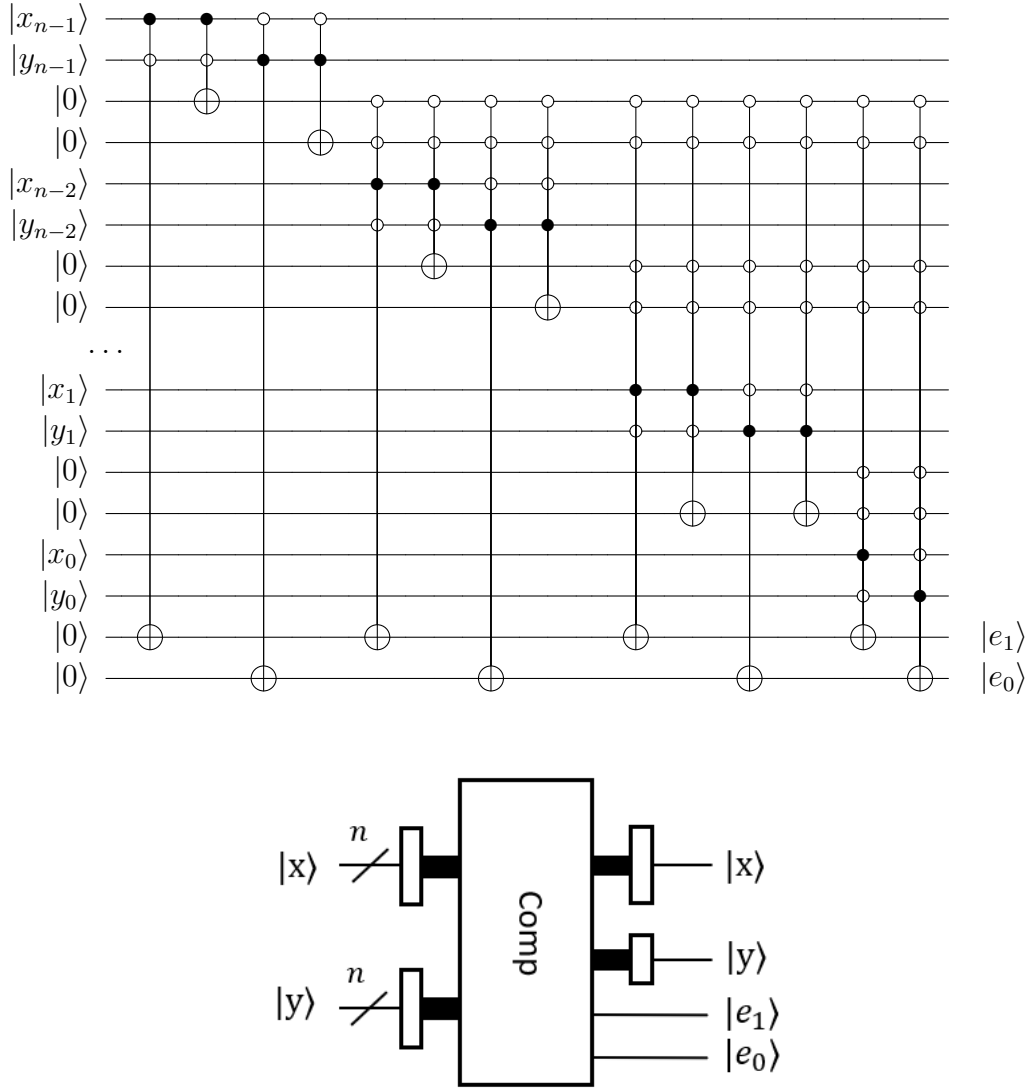 |x_{n−1}⟩
|y_{n−1}⟩
|0⟩
|0⟩
|x_{n−2}⟩
|y_{n−2}⟩
|0⟩
|0⟩
...
|x_1⟩
|y_1⟩
|0⟩
|0⟩
|x_0⟩
|y_0⟩
|0⟩ |e_1⟩
|0⟩ |e_0⟩
n
|x⟩ |x⟩
Comp
n |y⟩
|y⟩ |e_1⟩
|e_0⟩